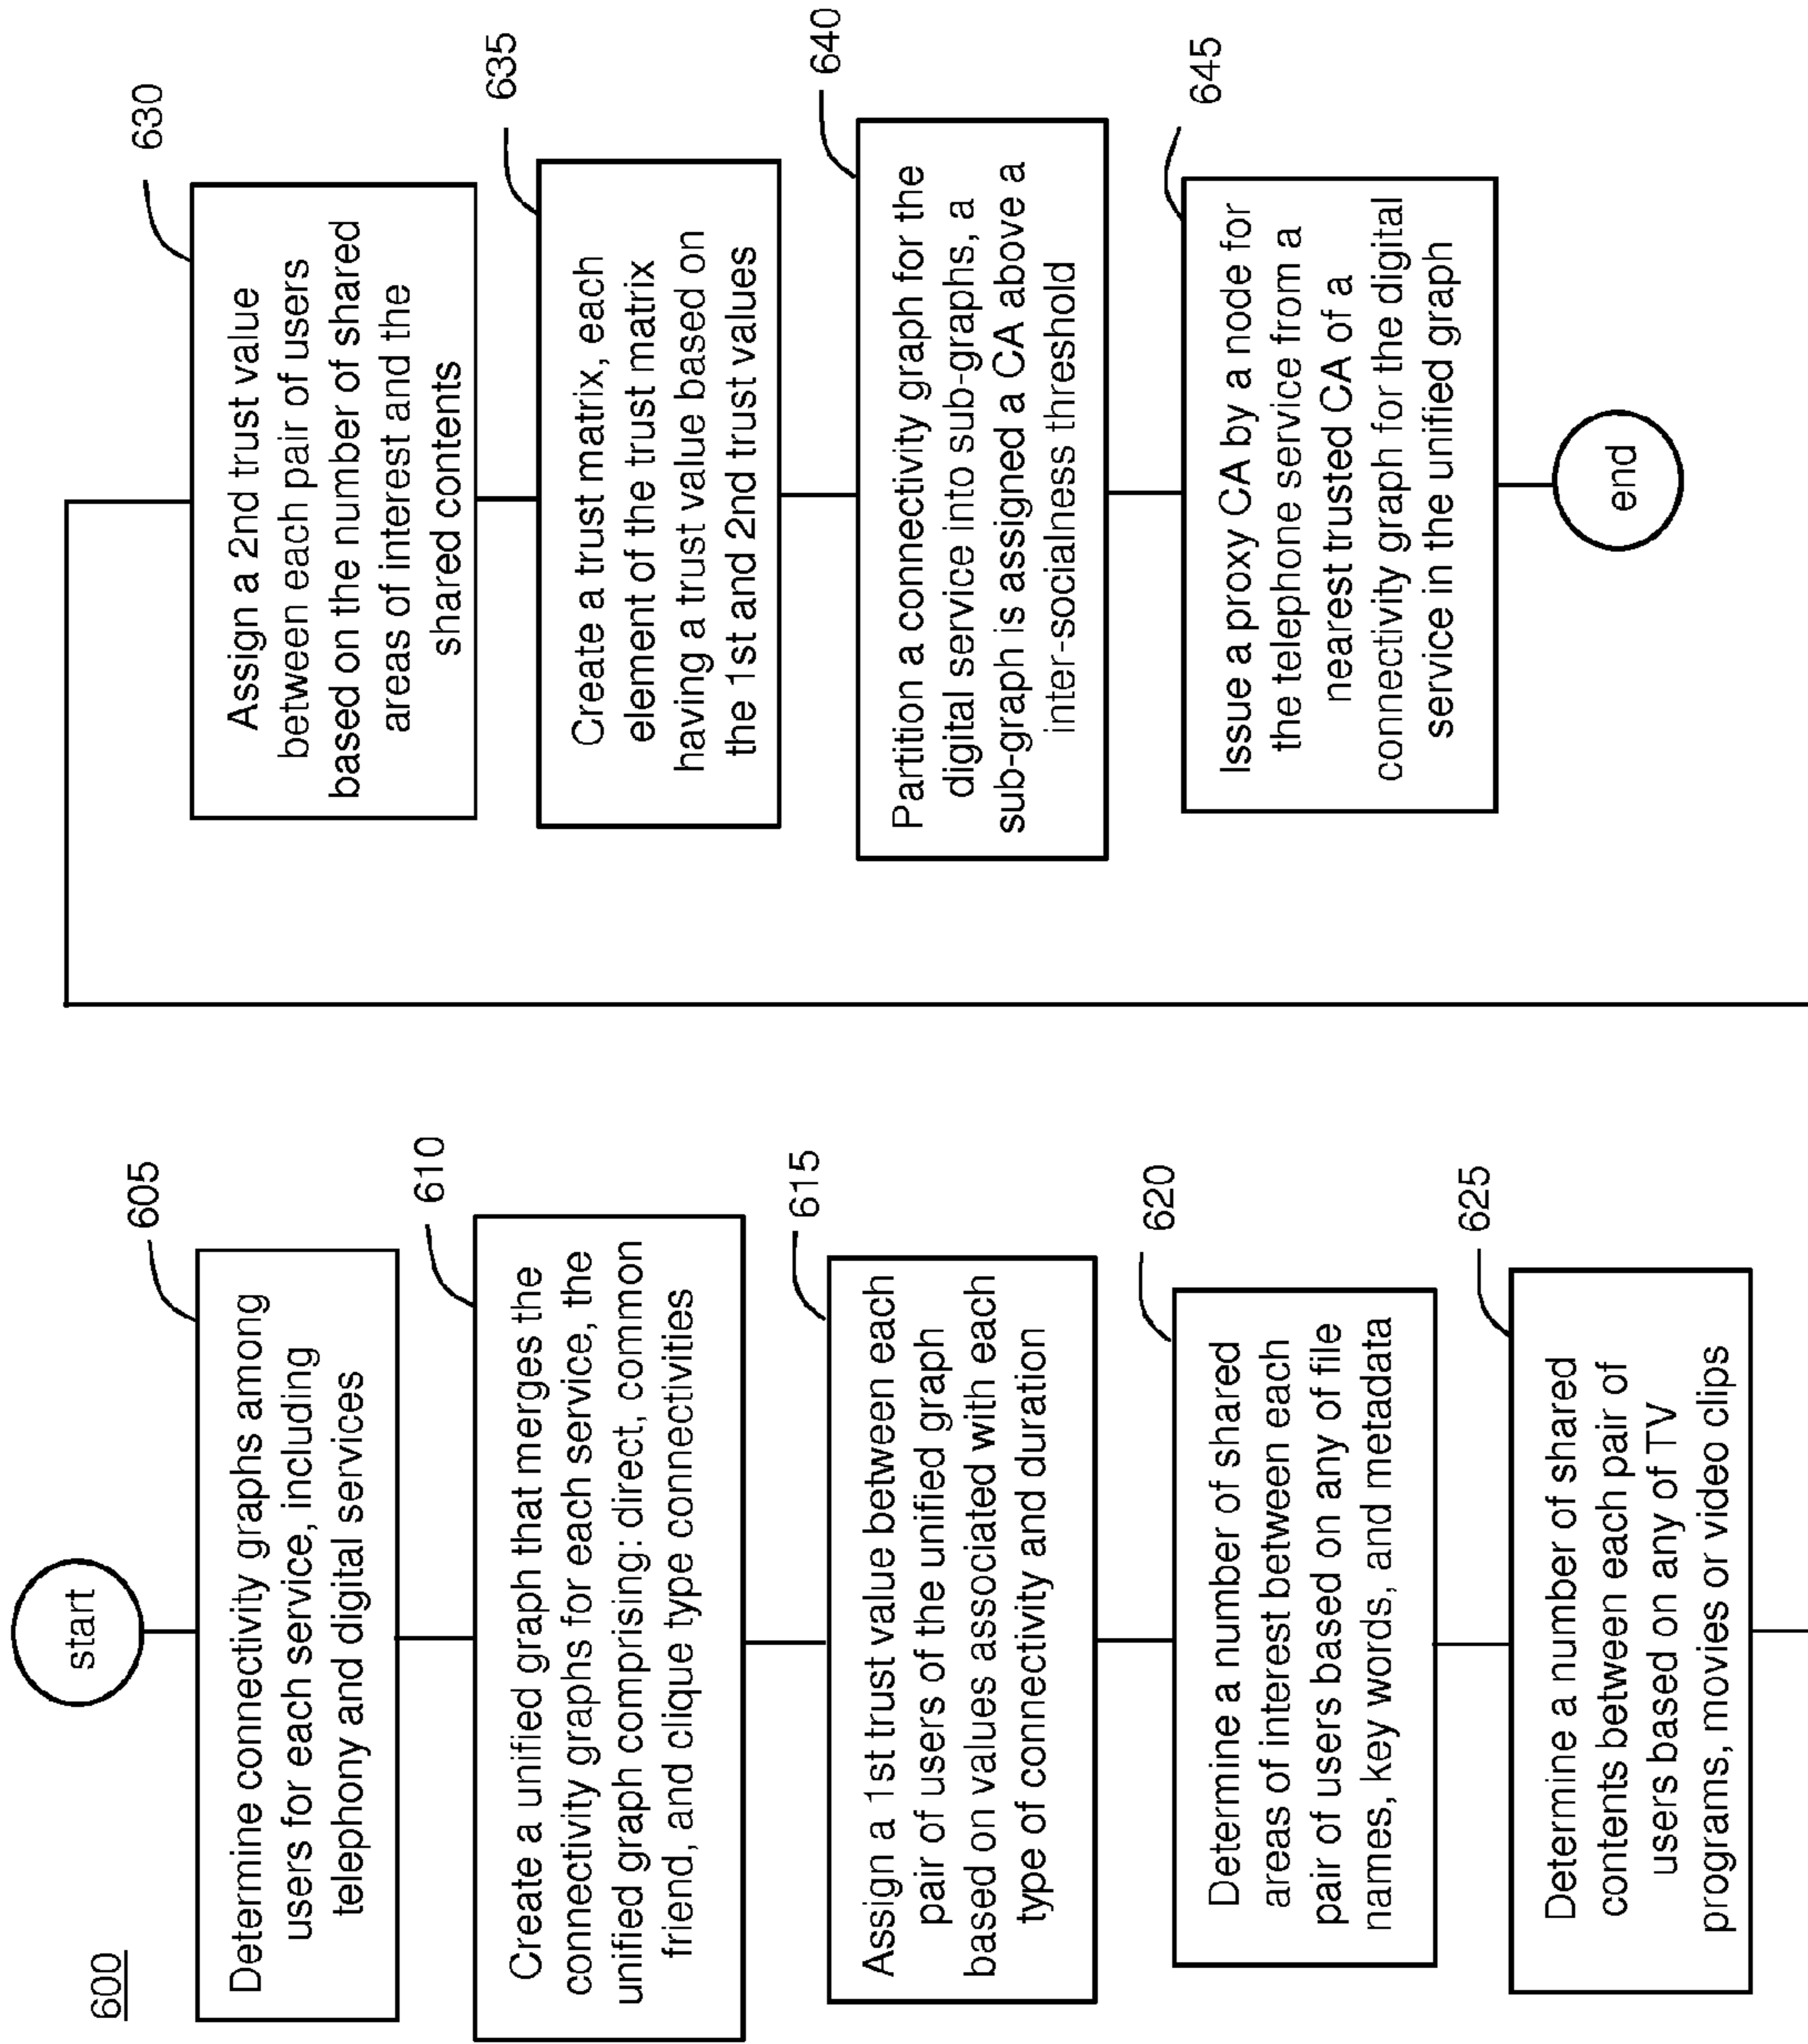 600
start
605
Determine connectivity graphs among
users for each service, including
telephony and digital services
610
Create a unified graph that merges the
connectivity graphs for each service, the
unified graph comprising: direct, common
friend, and clique type connectivities
615
Assign a 1st trust value between each
pair of users of the unified graph
based on values associated with each
type of connectivity and duration
620
Determine a number of shared
areas of interest between each
pair of users based on any of file
names, key words, and metadata
625
Determine a number of shared
contents between each pair of
users based on any of TV
programs, movies or video clips
630
Assign a 2nd trust value
between each pair of users
based on the number of shared
areas of interest and the
shared contents
635
Create a trust matrix, each
element of the trust matrix
having a trust value based on
the 1st and 2nd trust values
640
Partition a connectivity graph for the
digital service into sub-graphs, a
sub-graph is assigned a CA above a
inter-socialness threshold
645
Issue a proxy CA by a node for
the telephone service from a
nearest trusted CA of a
connectivity graph for the digital
service in the unified graph
end